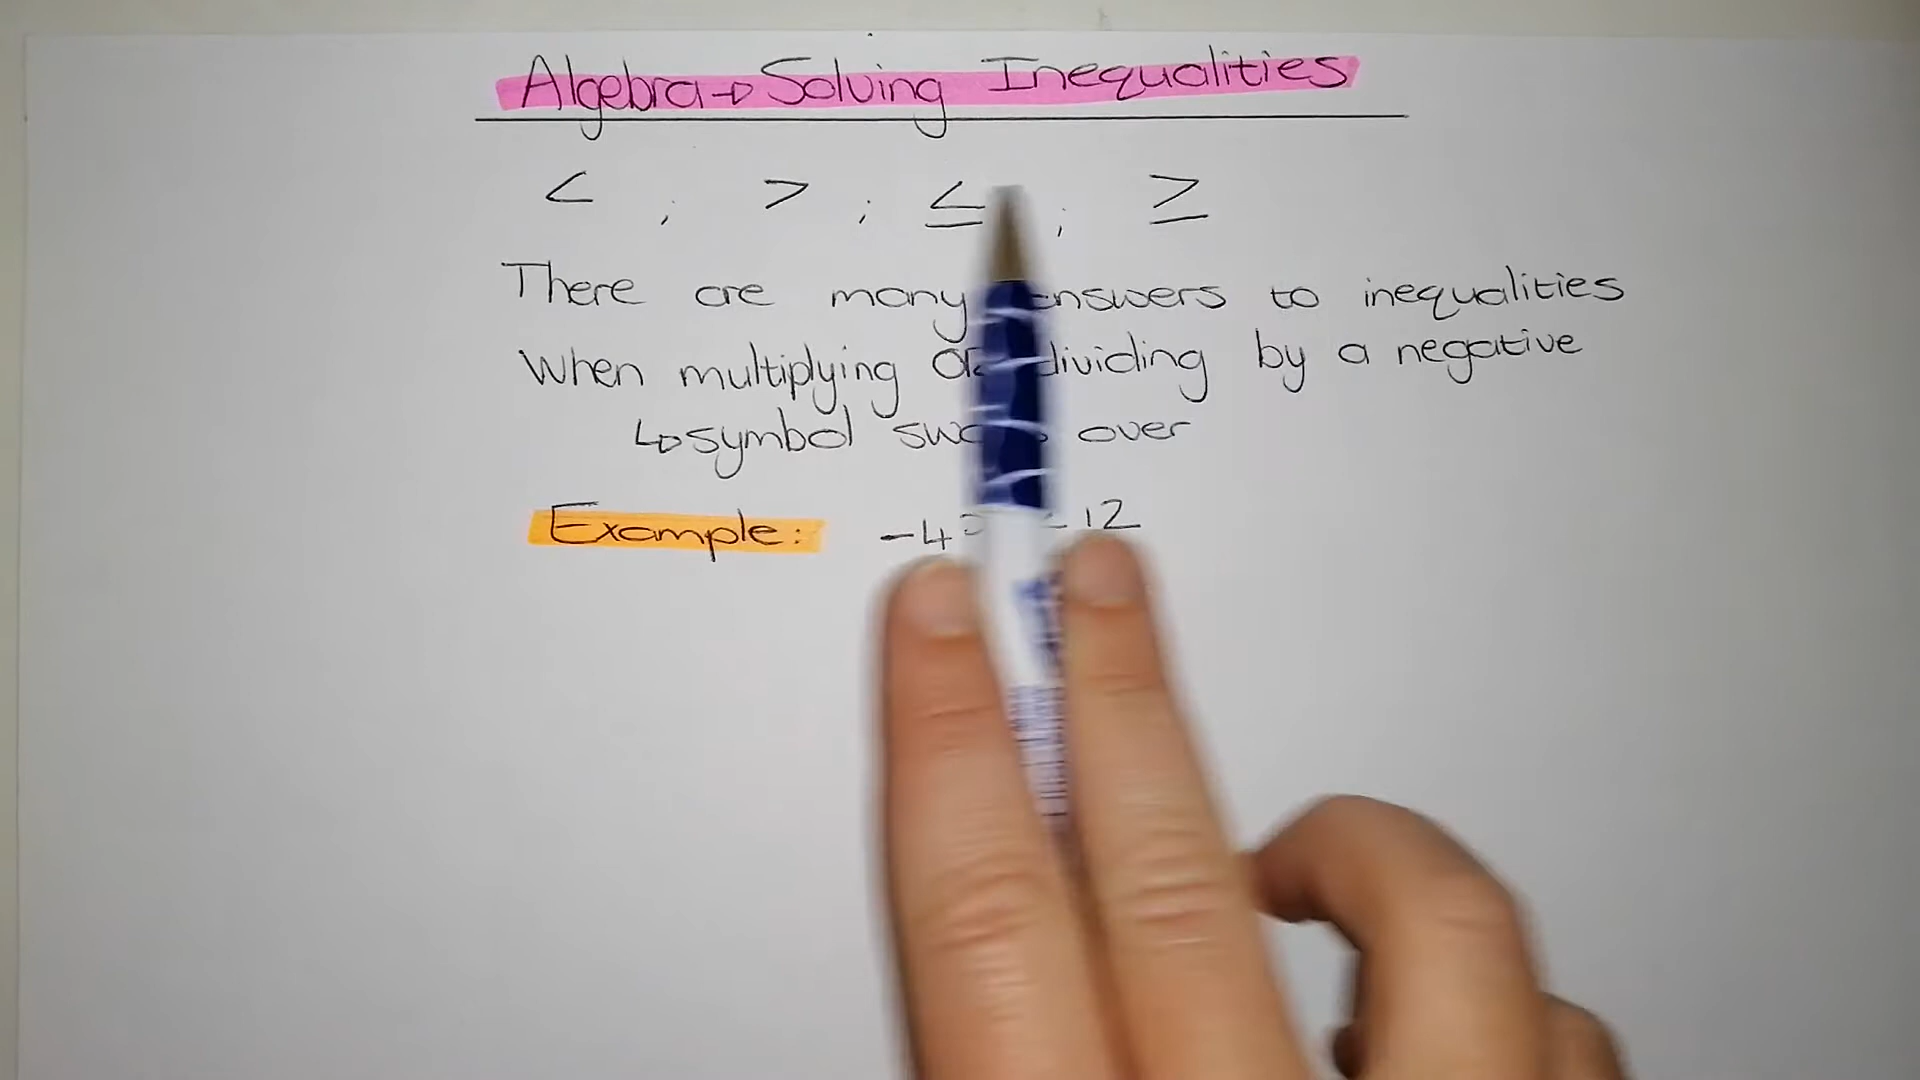 Algebra → Solving Inequalities
< ; > ; ≤ ; ≥
There are many answers to inequalities
When multiplying OR dividing by a negative
↳ symbol over
Example: -4 12